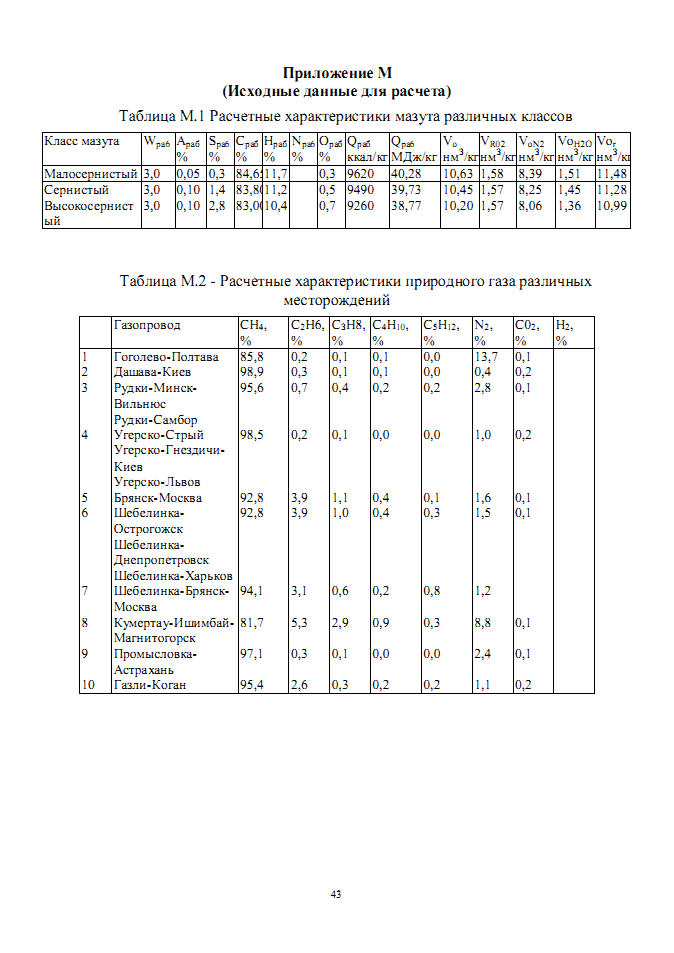 Приложение М
(Исходные данные для расчета)
Таблица М.1 Расчетные характеристики мазута различных классов
Класс мазута Wраб Араб Sраб Сраб Нраб Nраб Ораб Qраб Qраб Vо VR02 VоN2 VоH2O Vог
% % % % % % ккал/кг МДж/кг нм³/кг нм³/кг нм³/кг нм³/кг нм³/кг
Малосернистый 3,0 0,05 0,3 84,65 11,7 0,3 9620 40,28 10,63 1,58 8,39 1,51 11,48
Сернистый 3,0 0,10 1,4 83,80 11,2 0,5 9490 39,73 10,45 1,57 8,25 1,45 11,28
Высокосернист 3,0 0,10 2,8 83,00 10,4 0,7 9260 38,77 10,20 1,57 8,06 1,36 10,99
ый
Таблица М.2 - Расчетные характеристики природного газа различных
месторождений
Газопровод СН₄, С₂Н6, С₃Н8, С₄Н₁₀, С₅Н₁₂, N₂, С0₂, Н₂,
% % % % % % % %
1 Гоголево-Полтава 85,8 0,2 0,1 0,1 0,0 13,7 0,1
2 Дашава-Киев 98,9 0,3 0,1 0,1 0,0 0,4 0,2
3 Рудки-Минск- 95,6 0,7 0,4 0,2 0,2 2,8 0,1
Вильнюс
Рудки-Самбор
4 Угерско-Стрый 98,5 0,2 0,1 0,0 0,0 1,0 0,2
Угерско-Гнездичи-
Киев
Угерско-Львов
5 Брянск-Москва 92,8 3,9 1,1 0,4 0,1 1,6 0,1
6 Шебелинка- 92,8 3,9 1,0 0,4 0,3 1,5 0,1
Острогожск
Шебелинка-
Днепропетровск
Шебелинка-Харьков
7 Шебелинка-Брянск- 94,1 3,1 0,6 0,2 0,8 1,2
Москва
8 Кумертау-Ишимбай- 81,7 5,3 2,9 0,9 0,3 8,8 0,1
Магнитогорск
9 Промысловка- 97,1 0,3 0,1 0,0 0,0 2,4 0,1
Астрахань
10 Газли-Коган 95,4 2,6 0,3 0,2 0,2 1,1 0,2
43